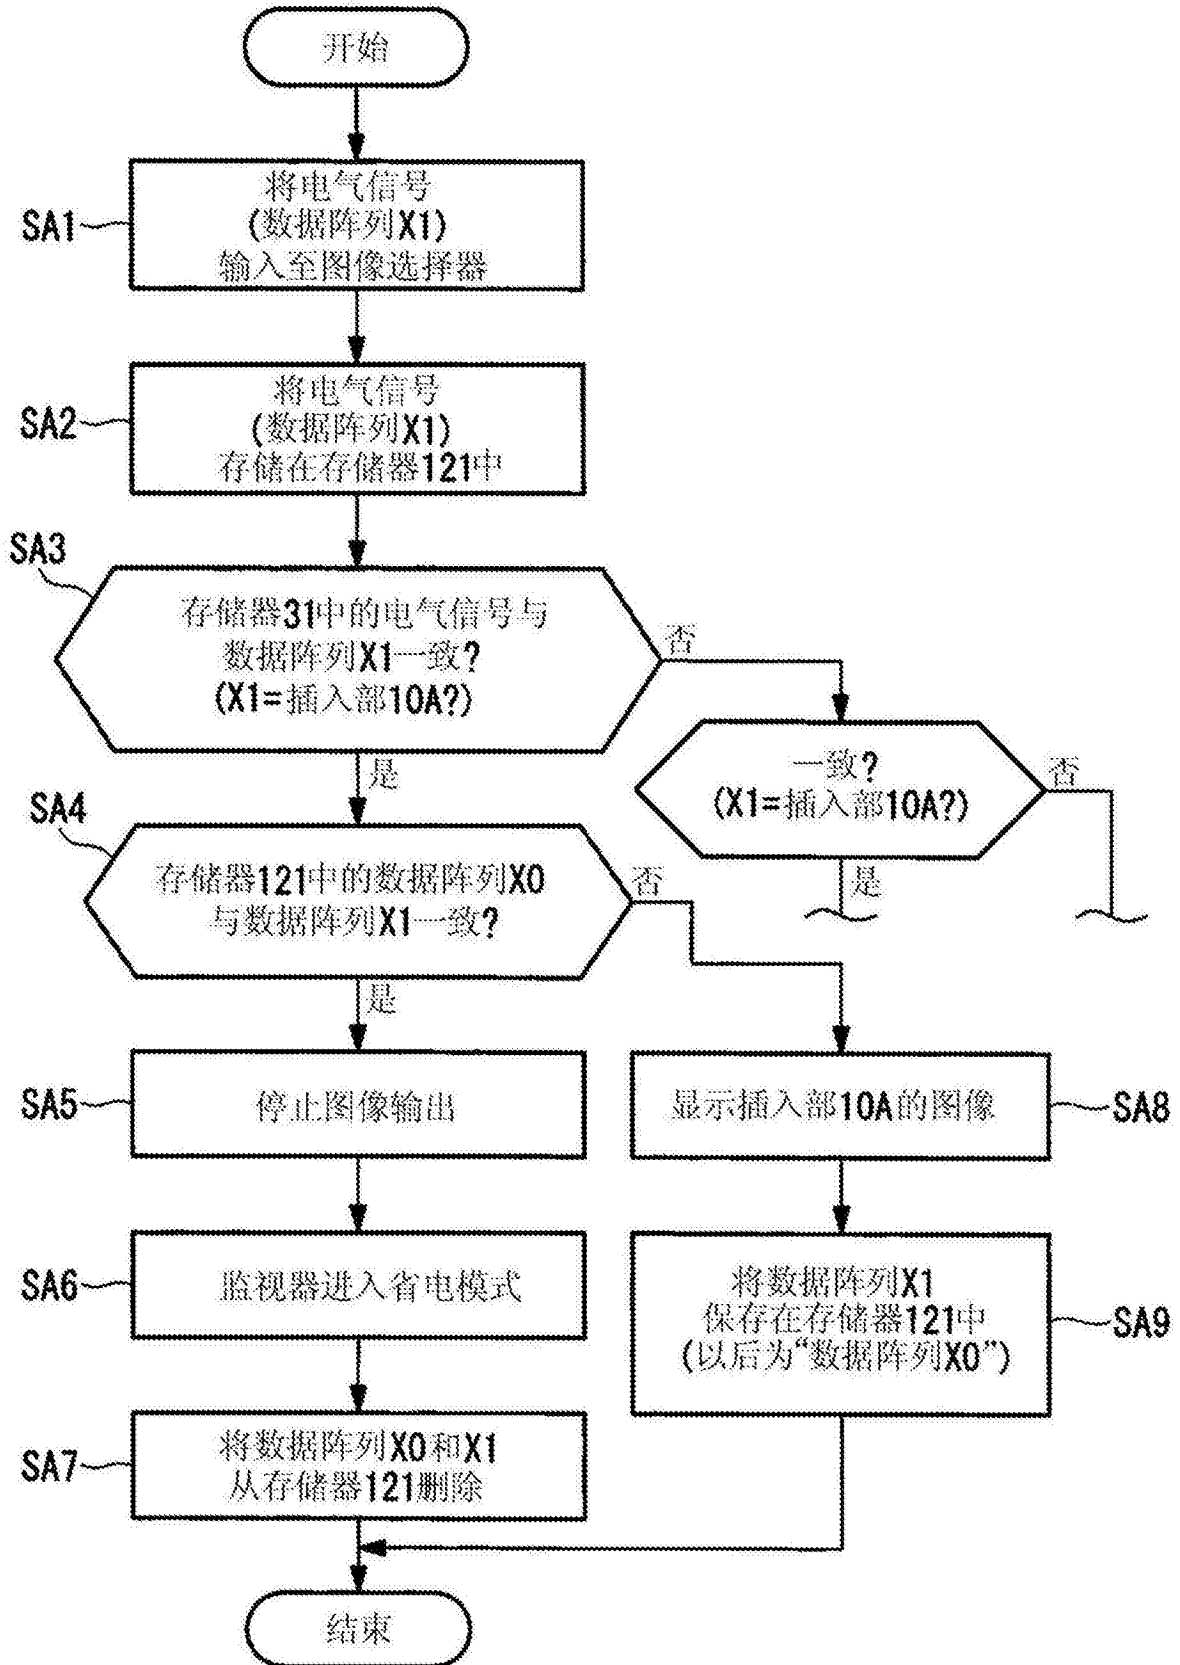 开始
SA1
将电气信号
(数据阵列X1)
输入至图像选择器
SA2
将电气信号
(数据阵列X1)
存储在存储器121中
SA3
存储器31中的电气信号与
数据阵列X1一致?
(X1=插入部10A?)
否
是
一致?
(X1=插入部10A?)
否
是
SA4
存储器121中的数据阵列X0
与数据阵列X1一致?
否
是
SA5
停止图像输出
显示插入部10A的图像
SA8
SA6
监视器进入省电模式
将数据阵列X1
保存在存储器121中
(以后为“数据阵列X0”)
SA9
SA7
将数据阵列X0和X1
从存储器121删除
结束